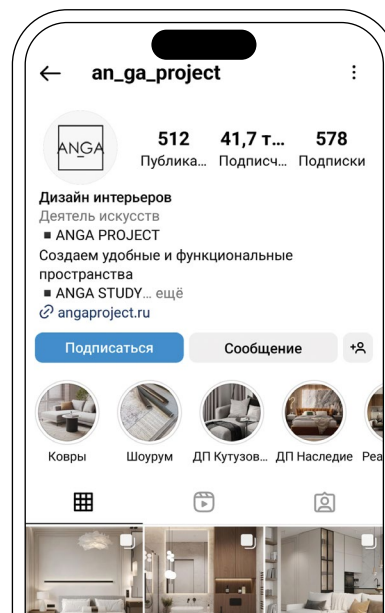 an_ga_project
ANGA
512 41,7 т... 578
Публика... Подписч... Подписки
Дизайн интерьеров
Деятель искусств
▪ ANGA PROJECT
Создаем удобные и функциональные
пространства
▪ ANGA STUDY... ещё
angaproject.ru
Подписаться Сообщение
Ковры Шоурум ДП Кутузов... ДП Наследие Реа